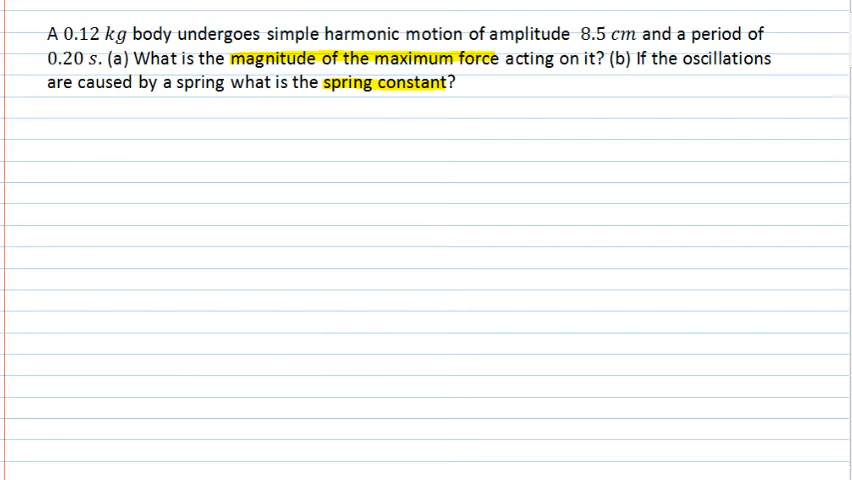 A 0.12 kg body undergoes simple harmonic motion of amplitude 8.5 cm and a period of
0.20 s. (a) What is the magnitude of the maximum force acting on it? (b) If the oscillations
are caused by a spring what is the spring constant?